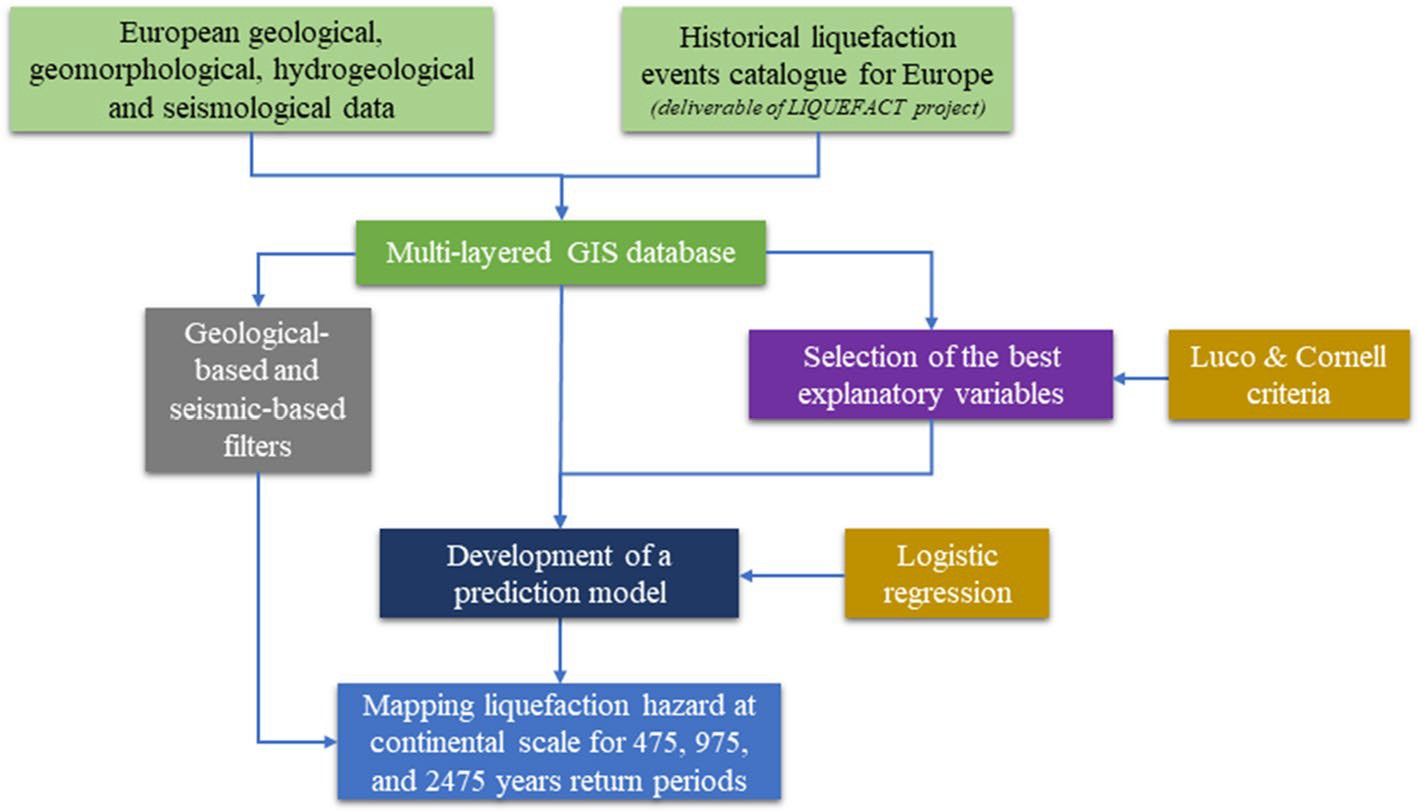 European geological,
geomorphological, hydrogeological
and seismological data
Historical liquefaction
events catalogue for Europe
(deliverable of LIQUEFACT project)
Multi-layered GIS database
Geological-
based and
seismic-based
filters
Selection of the best
explanatory variables
Luco & Cornell
criteria
Development of a
prediction model
Logistic
regression
Mapping liquefaction hazard at
continental scale for 475, 975,
and 2475 years return periods